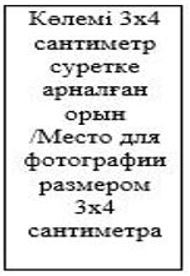 Көлемі 3х4
сантиметр
суретке
арналған
орын
/Место для
фотографии
размером
3х4
сантиметра